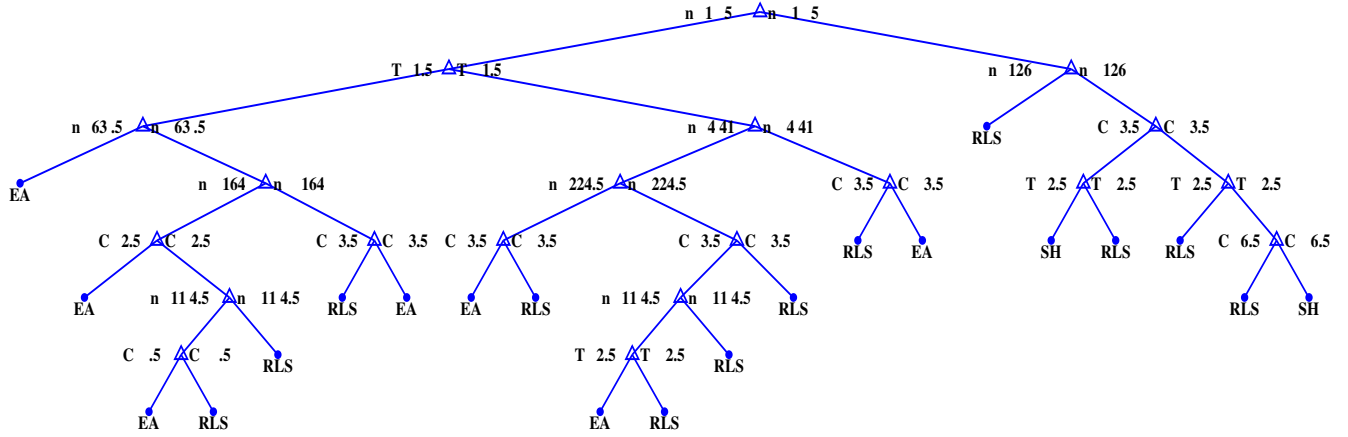 n 1 5 n 1 5
T 1.5 T 1.5 n 126 n 126
n 63.5 n 63.5 n 4 41 n 4 41 RLS C 3.5 C 3.5
EA n 164 n 164 n 224.5 n 224.5 C 3.5 C 3.5 T 2.5 T 2.5 T 2.5 T 2.5
C 2.5 C 2.5 C 3.5 C 3.5 C 3.5 C 3.5 C 3.5 C 3.5 RLS EA SH RLS RLS C 6.5 C 6.5
EA n 11 4.5 n 11 4.5 RLS EA EA RLS n 11 4.5 n 11 4.5 RLS RLS SH
C .5 C .5 RLS T 2.5 T 2.5 RLS
EA RLS EA RLS